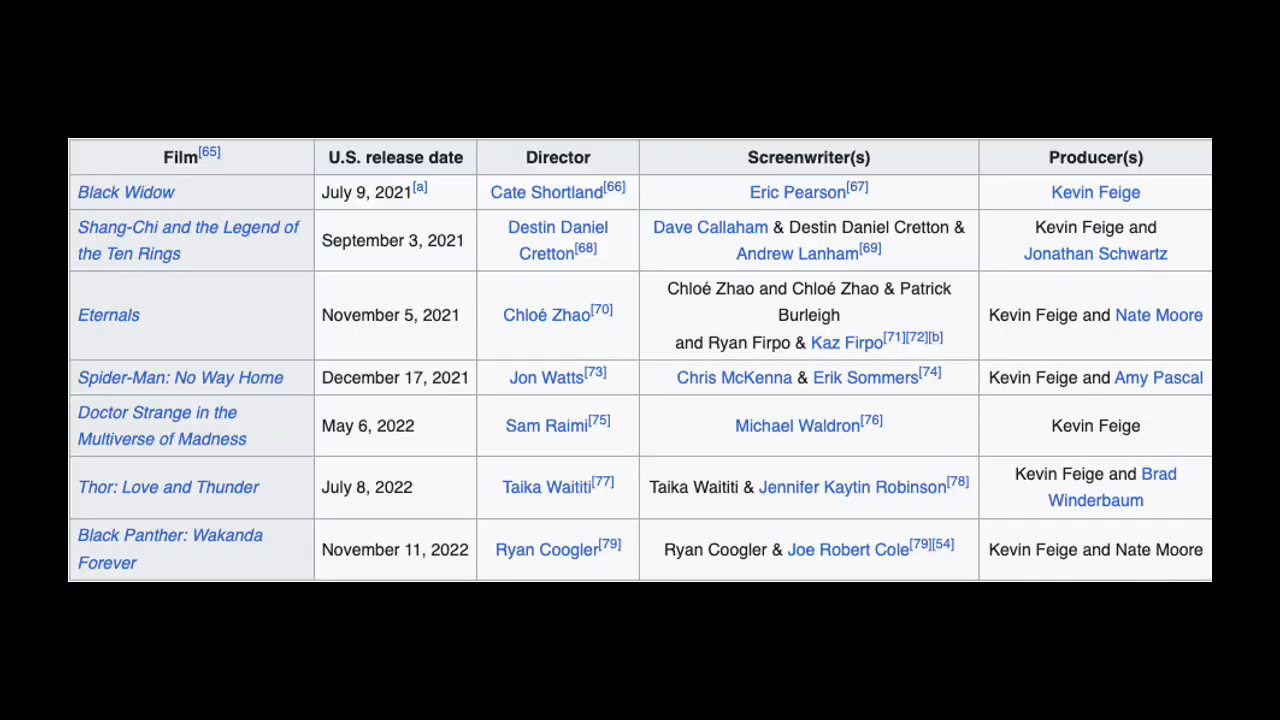 Film[65] U.S. release date Director Screenwriter(s) Producer(s)
Black Widow July 9, 2021[a] Cate Shortland[66] Eric Pearson[67] Kevin Feige
Shang-Chi and the Legend of
the Ten Rings
September 3, 2021
Destin Daniel
Cretton[68]
Dave Callaham & Destin Daniel Cretton &
Andrew Lanham[69]
Kevin Feige and
Jonathan Schwartz
Eternals
November 5, 2021
Chloé Zhao[70]
Chloé Zhao and Chloé Zhao & Patrick
Burleigh
and Ryan Firpo & Kaz Firpo[71][72][b]
Kevin Feige and Nate Moore
Spider-Man: No Way Home December 17, 2021 Jon Watts[73] Chris McKenna & Erik Sommers[74] Kevin Feige and Amy Pascal
Doctor Strange in the
Multiverse of Madness
May 6, 2022
Sam Raimi[75]
Michael Waldron[76]
Kevin Feige
Thor: Love and Thunder
July 8, 2022
Taika Waititi[77]
Taika Waititi & Jennifer Kaytin Robinson[78]
Kevin Feige and Brad
Winderbaum
Black Panther: Wakanda
Forever
November 11, 2022
Ryan Coogler[79]
Ryan Coogler & Joe Robert Cole[79][54]
Kevin Feige and Nate Moore